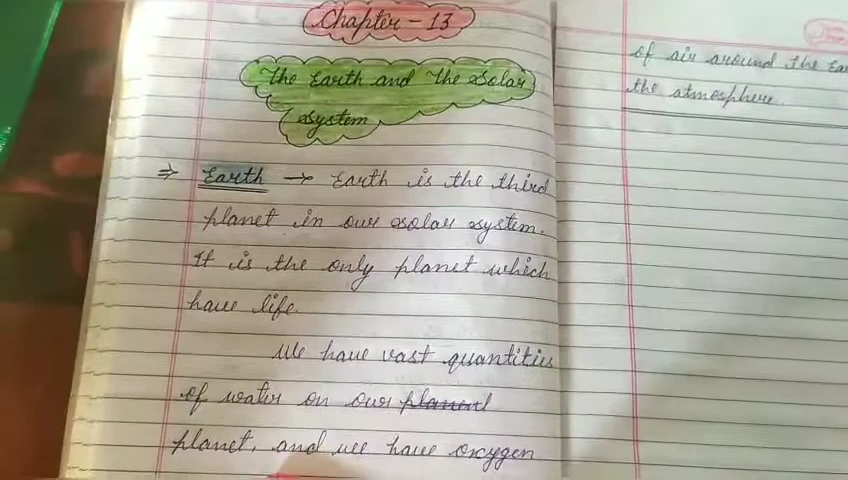 Chapter - 13
The Earth and The Solar
System
⇒ Earth → Earth is the third
planet in our solar system.
It is the only planet which
have life.
We have vast quantities
of water on our
planet, and we have oxygen
of air around the
the atmosphere.